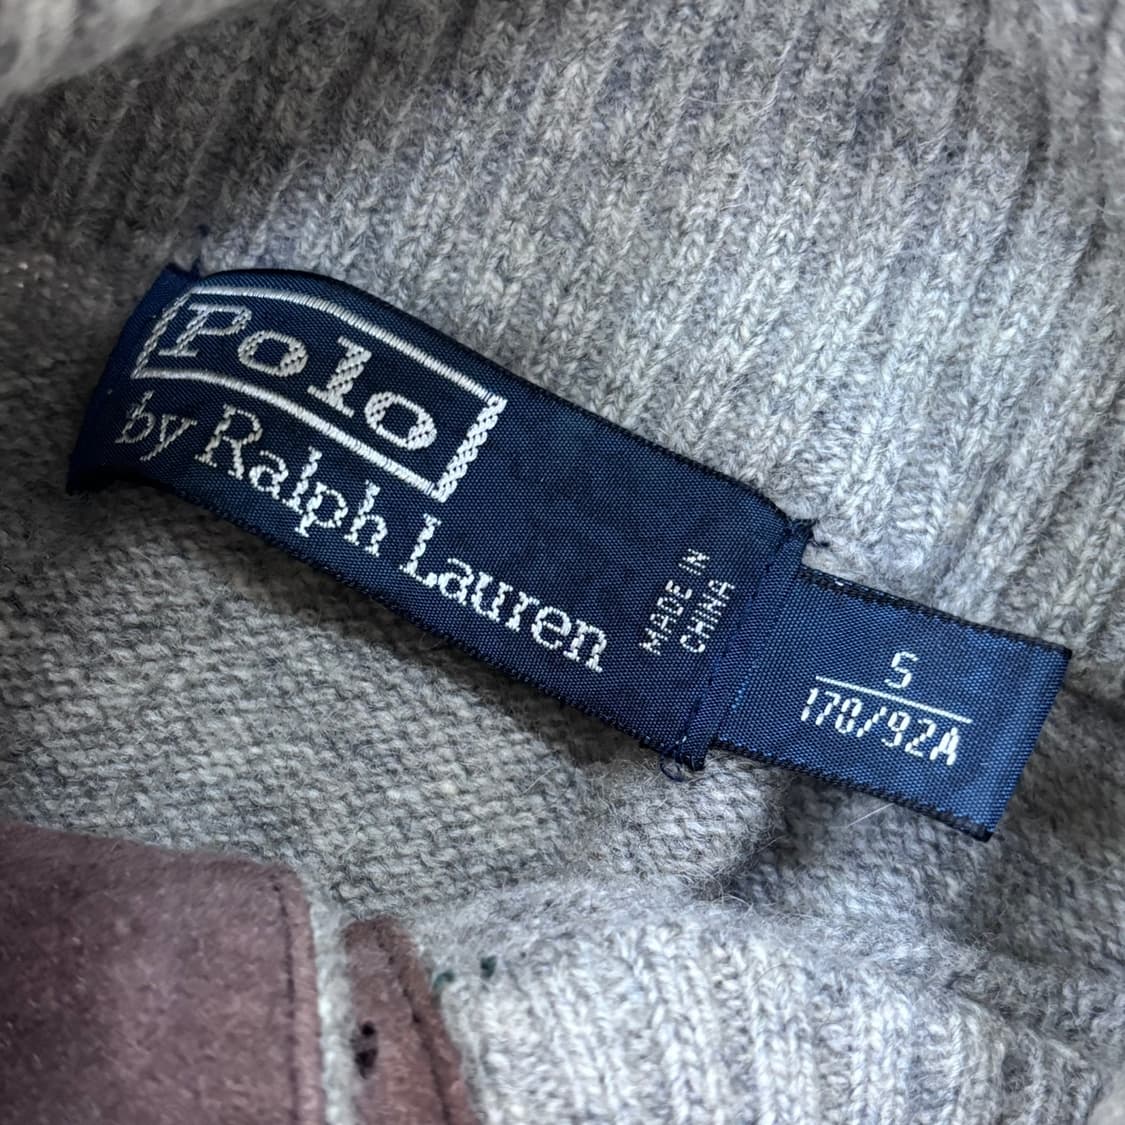 Polo
by Ralph Lauren
MADE IN
CHINA
S
170/92A